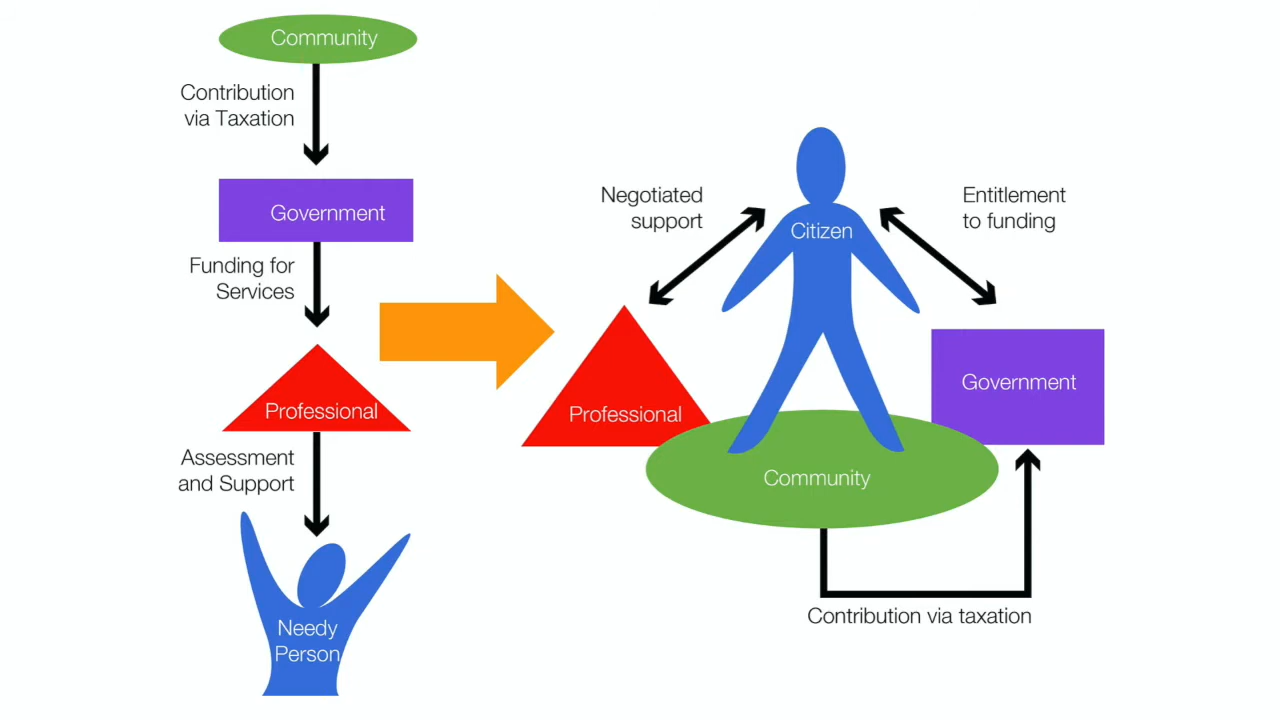 Community
Contribution
via Taxation
Government
Funding for
Services
Professional
Assessment
and Support
Needy
Person
Negotiated
support
Citizen
Entitlement
to funding
Professional
Government
Community
Contribution via taxation